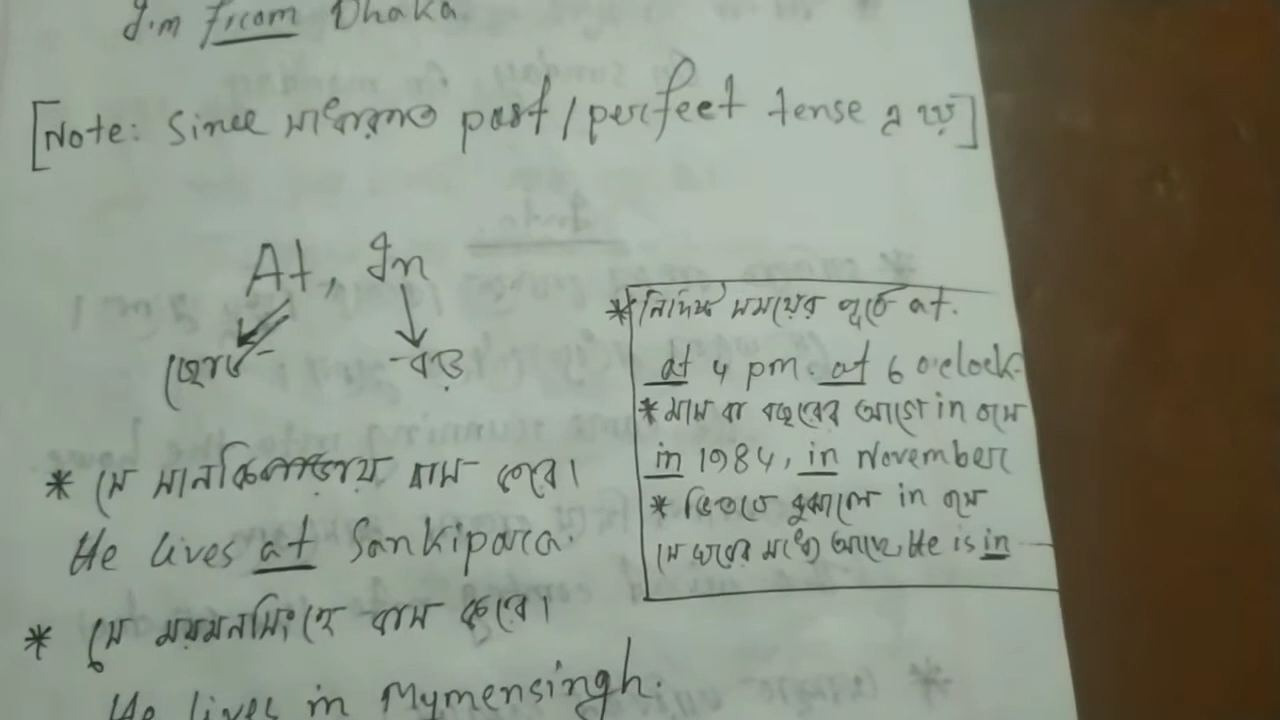 I'm from Dhaka
[Note: Since সাধারনত past/perfect tense এ হয়]
At, In
ছোট বড়
* সে সানকিপাড়ায় বাস করে।
He lives at Sankipara.
* সে ময়মনসিংহে বাস করে।
He lives in Mymensingh.
* নির্দিষ্ট সময়ের পূর্বে at.
at 4 pm. at 6 o'clock.
* মাস বা বছরের আগে in বসে
in 1984, in November
* ভিতরে বুঝালে in বসে
সে ঘরের মধ্যে আছে, He is in